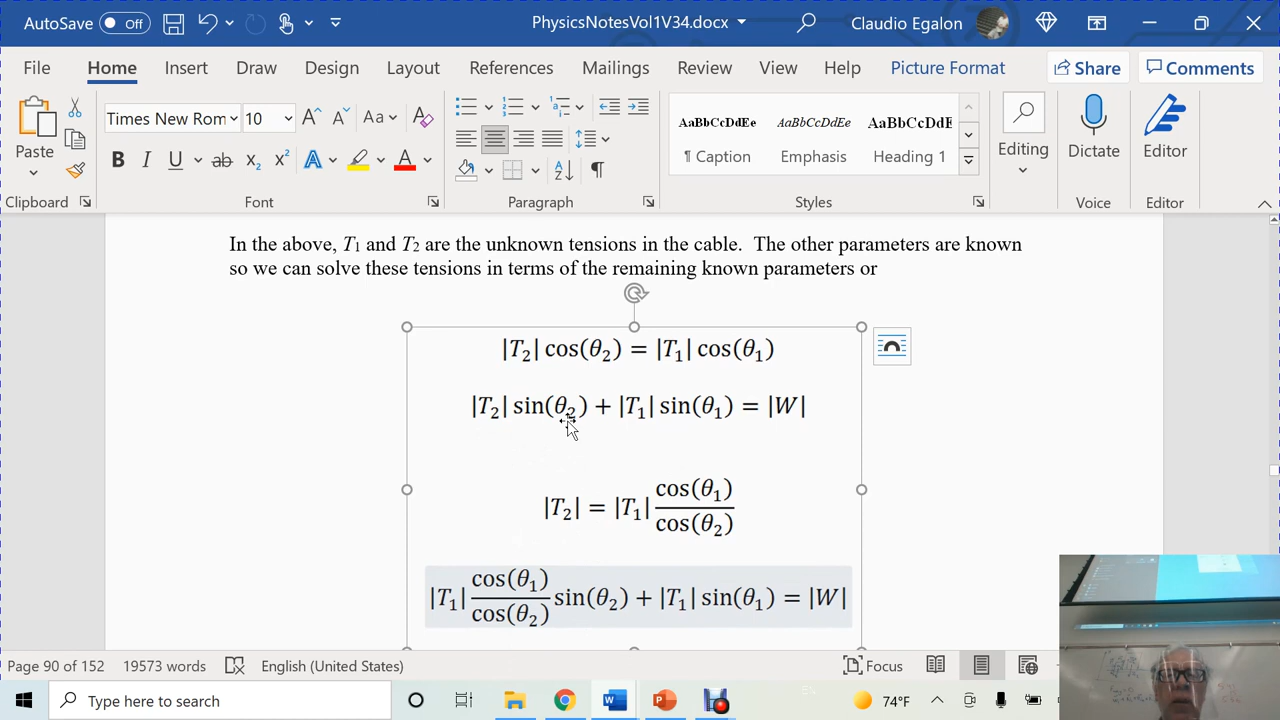 AutoSave Off PhysicsNotesVol1V34.docx Claudio Egalon
File Home Insert Draw Design Layout References Mailings Review View Help Picture Format Share Comments
Paste Times New Rom 10 Aa A A A AaBbCcDdEe AaBbCcDdEe AaBbCcDdE Editing Dictate Editor
B I U ab x₂ x² A A ¶ Caption Emphasis Heading 1
Clipboard Font Paragraph Styles Voice Editor
In the above, T₁ and T₂ are the unknown tensions in the cable. The other parameters are known
so we can solve these tensions in terms of the remaining known parameters or
|T₂| cos(θ₂) = |T₁| cos(θ₁)
|T₂| sin(θ₂) + |T₁| sin(θ₁) = |W|
|T₂| = |T₁| cos(θ₁)/cos(θ₂)
|T₁| cos(θ₁)/cos(θ₂) sin(θ₂) + |T₁| sin(θ₁) = |W|
Page 90 of 152 19573 words English (United States) Focus
Type here to search 74°F